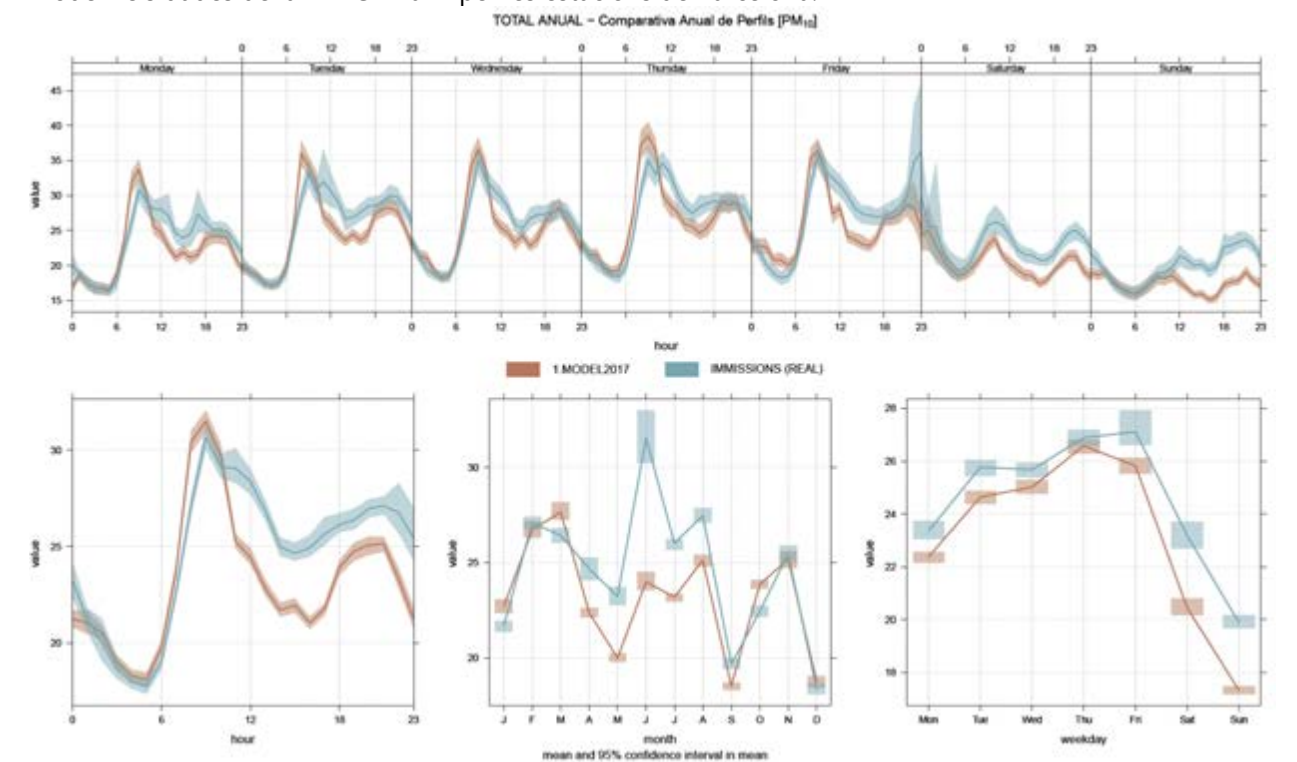 TOTAL ANUAL - Comparativa Anual de Perfils [PM10]
0 6 12 18 23 0 6 12 18 23 0 6 12 18 23
Monday Tuesday Wednesday Thursday Friday Saturday Sunday
45
40
35
30
25
20
15
value
0 6 12 18 23 0 6 12 18 23 0 6 12 18 23 0 6 12 18 23
hour
1.MODEL2017 IMMISSIONS (REAL)
30
25
20
value
0 6 12 18 23
hour
30
25
20
value
J F M A M J J A S O N D
month
mean and 95% confidence interval in mean
28
26
24
22
20
18
value
Mon Tue Wed Thu Fri Sat Sun
weekday